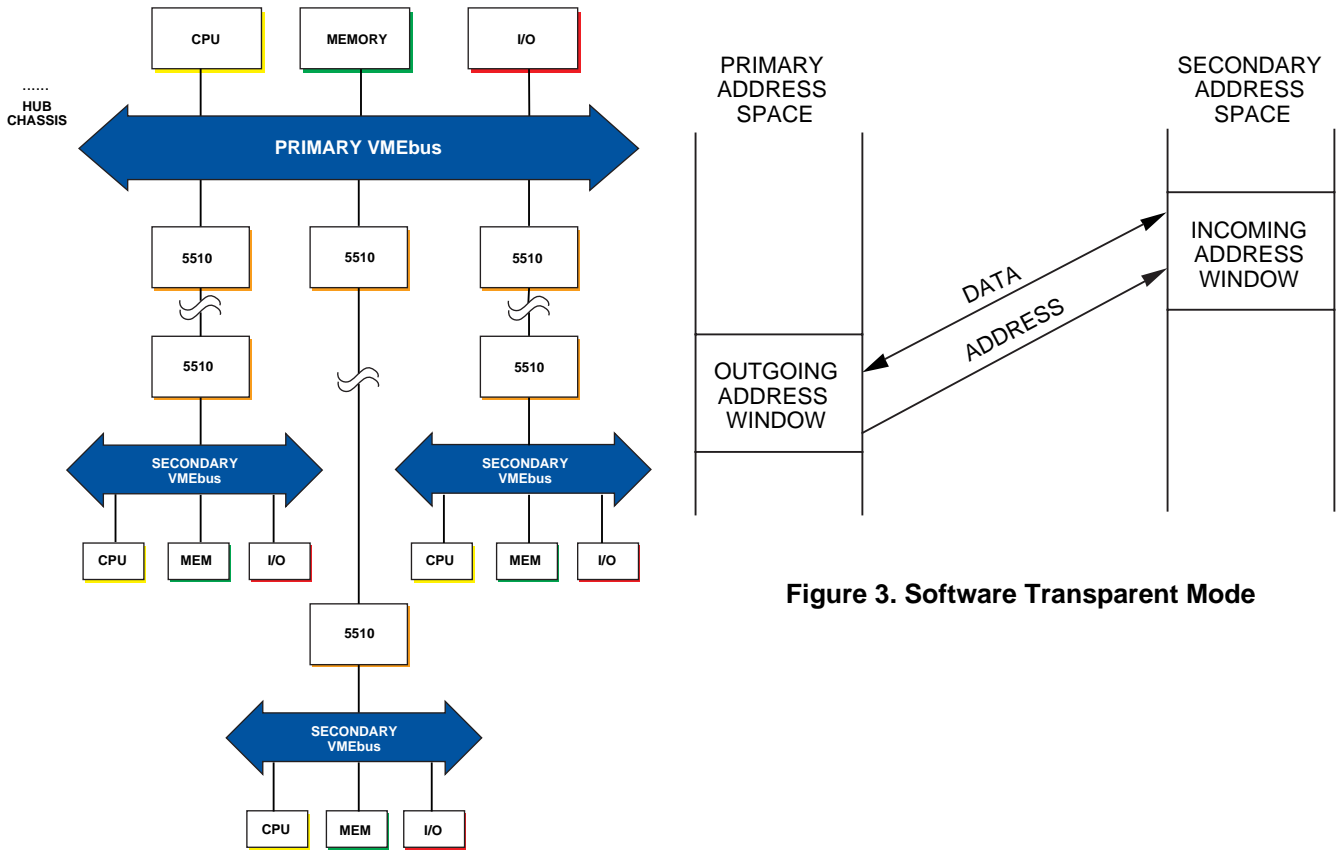 CPU
MEMORY
I/O
......
HUB
CHASSIS
PRIMARY VMEbus
5510
5510
5510
5510
5510
SECONDARY
VMEbus
SECONDARY
VMEbus
CPU
MEM
I/O
CPU
MEM
I/O
5510
SECONDARY
VMEbus
CPU
MEM
I/O
PRIMARY
ADDRESS
SPACE
SECONDARY
ADDRESS
SPACE
INCOMING
ADDRESS
WINDOW
DATA
ADDRESS
OUTGOING
ADDRESS
WINDOW
Figure 3. Software Transparent Mode